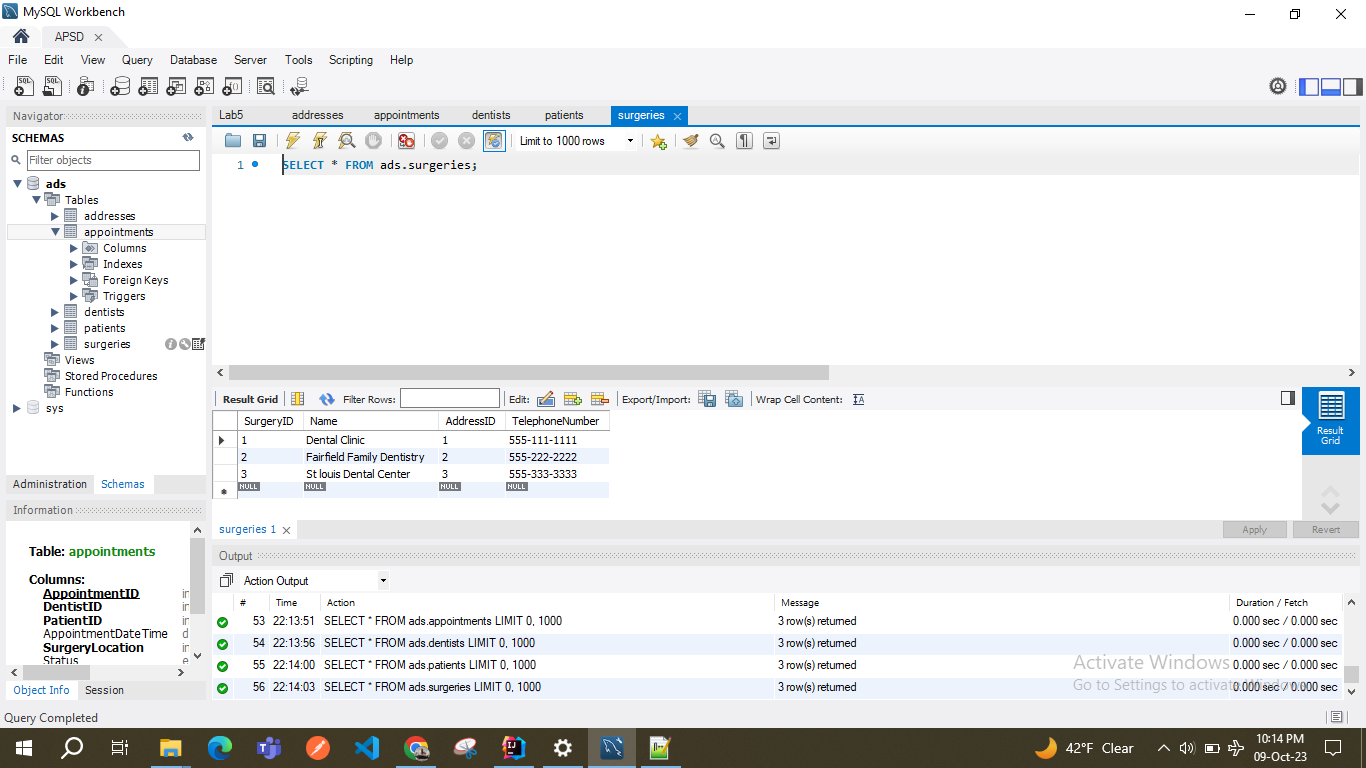 MySQL Workbench
APSD
File Edit View Query Database Server Tools Scripting Help
Navigator
SCHEMAS
Filter objects
ads
Tables
addresses
appointments
Columns
Indexes
Foreign Keys
Triggers
dentists
patients
surgeries
Views
Stored Procedures
Functions
sys
Administration Schemas
Information
Table: appointments
Columns:
AppointmentID in
DentistID in
PatientID in
AppointmentDateTime d
SurgeryLocation in
Status e
Object Info Session
Lab5 addresses appointments dentists patients surgeries
Limit to 1000 rows
1 SELECT * FROM ads.surgeries;
Result Grid Filter Rows: Edit: Export/Import: Wrap Cell Content:
SurgeryID Name AddressID TelephoneNumber
1 Dental Clinic 1 555-111-1111
2 Fairfield Family Dentistry 2 555-222-2222
3 St louis Dental Center 3 555-333-3333
NULL NULL NULL NULL
Result
Grid
surgeries 1 Apply Revert
Output
Action Output
# Time Action Message Duration / Fetch
53 22:13:51 SELECT * FROM ads.appointments LIMIT 0, 1000 3 row(s) returned 0.000 sec / 0.000 sec
54 22:13:56 SELECT * FROM ads.dentists LIMIT 0, 1000 3 row(s) returned 0.000 sec / 0.000 sec
55 22:14:00 SELECT * FROM ads.patients LIMIT 0, 1000 3 row(s) returned 0.000 sec / 0.000 sec
56 22:14:03 SELECT * FROM ads.surgeries LIMIT 0, 1000 3 row(s) returned 0.000 sec / 0.000 sec
Activate Windows
Go to Settings to activate Windows.
Query Completed
42°F Clear
10:14 PM
09-Oct-23